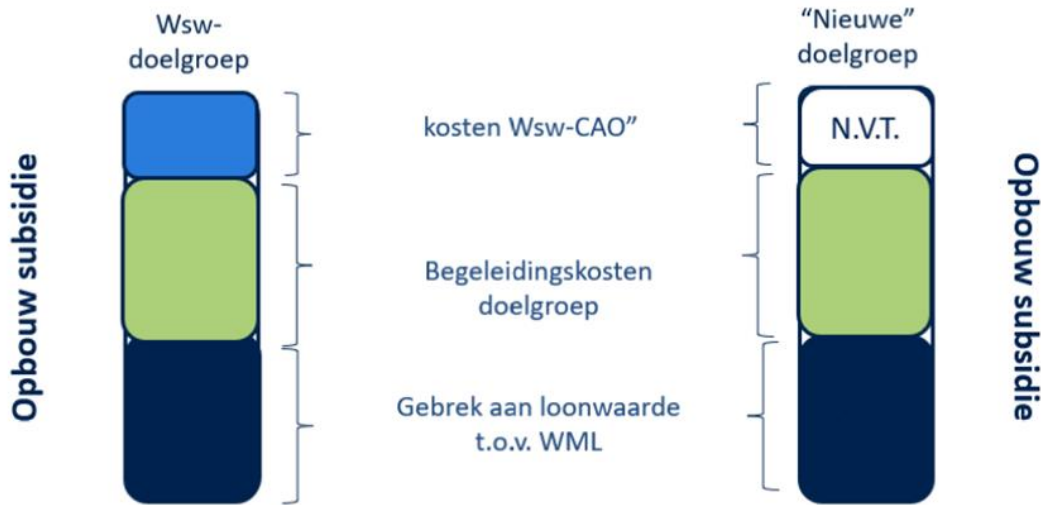 Wsw-
doelgroep
“Nieuwe”
doelgroep
Opbouw subsidie
kosten Wsw-CAO”
N.V.T.
Begeleidingskosten
doelgroep
Gebrek aan loonwaarde
t.o.v. WML
Opbouw subsidie